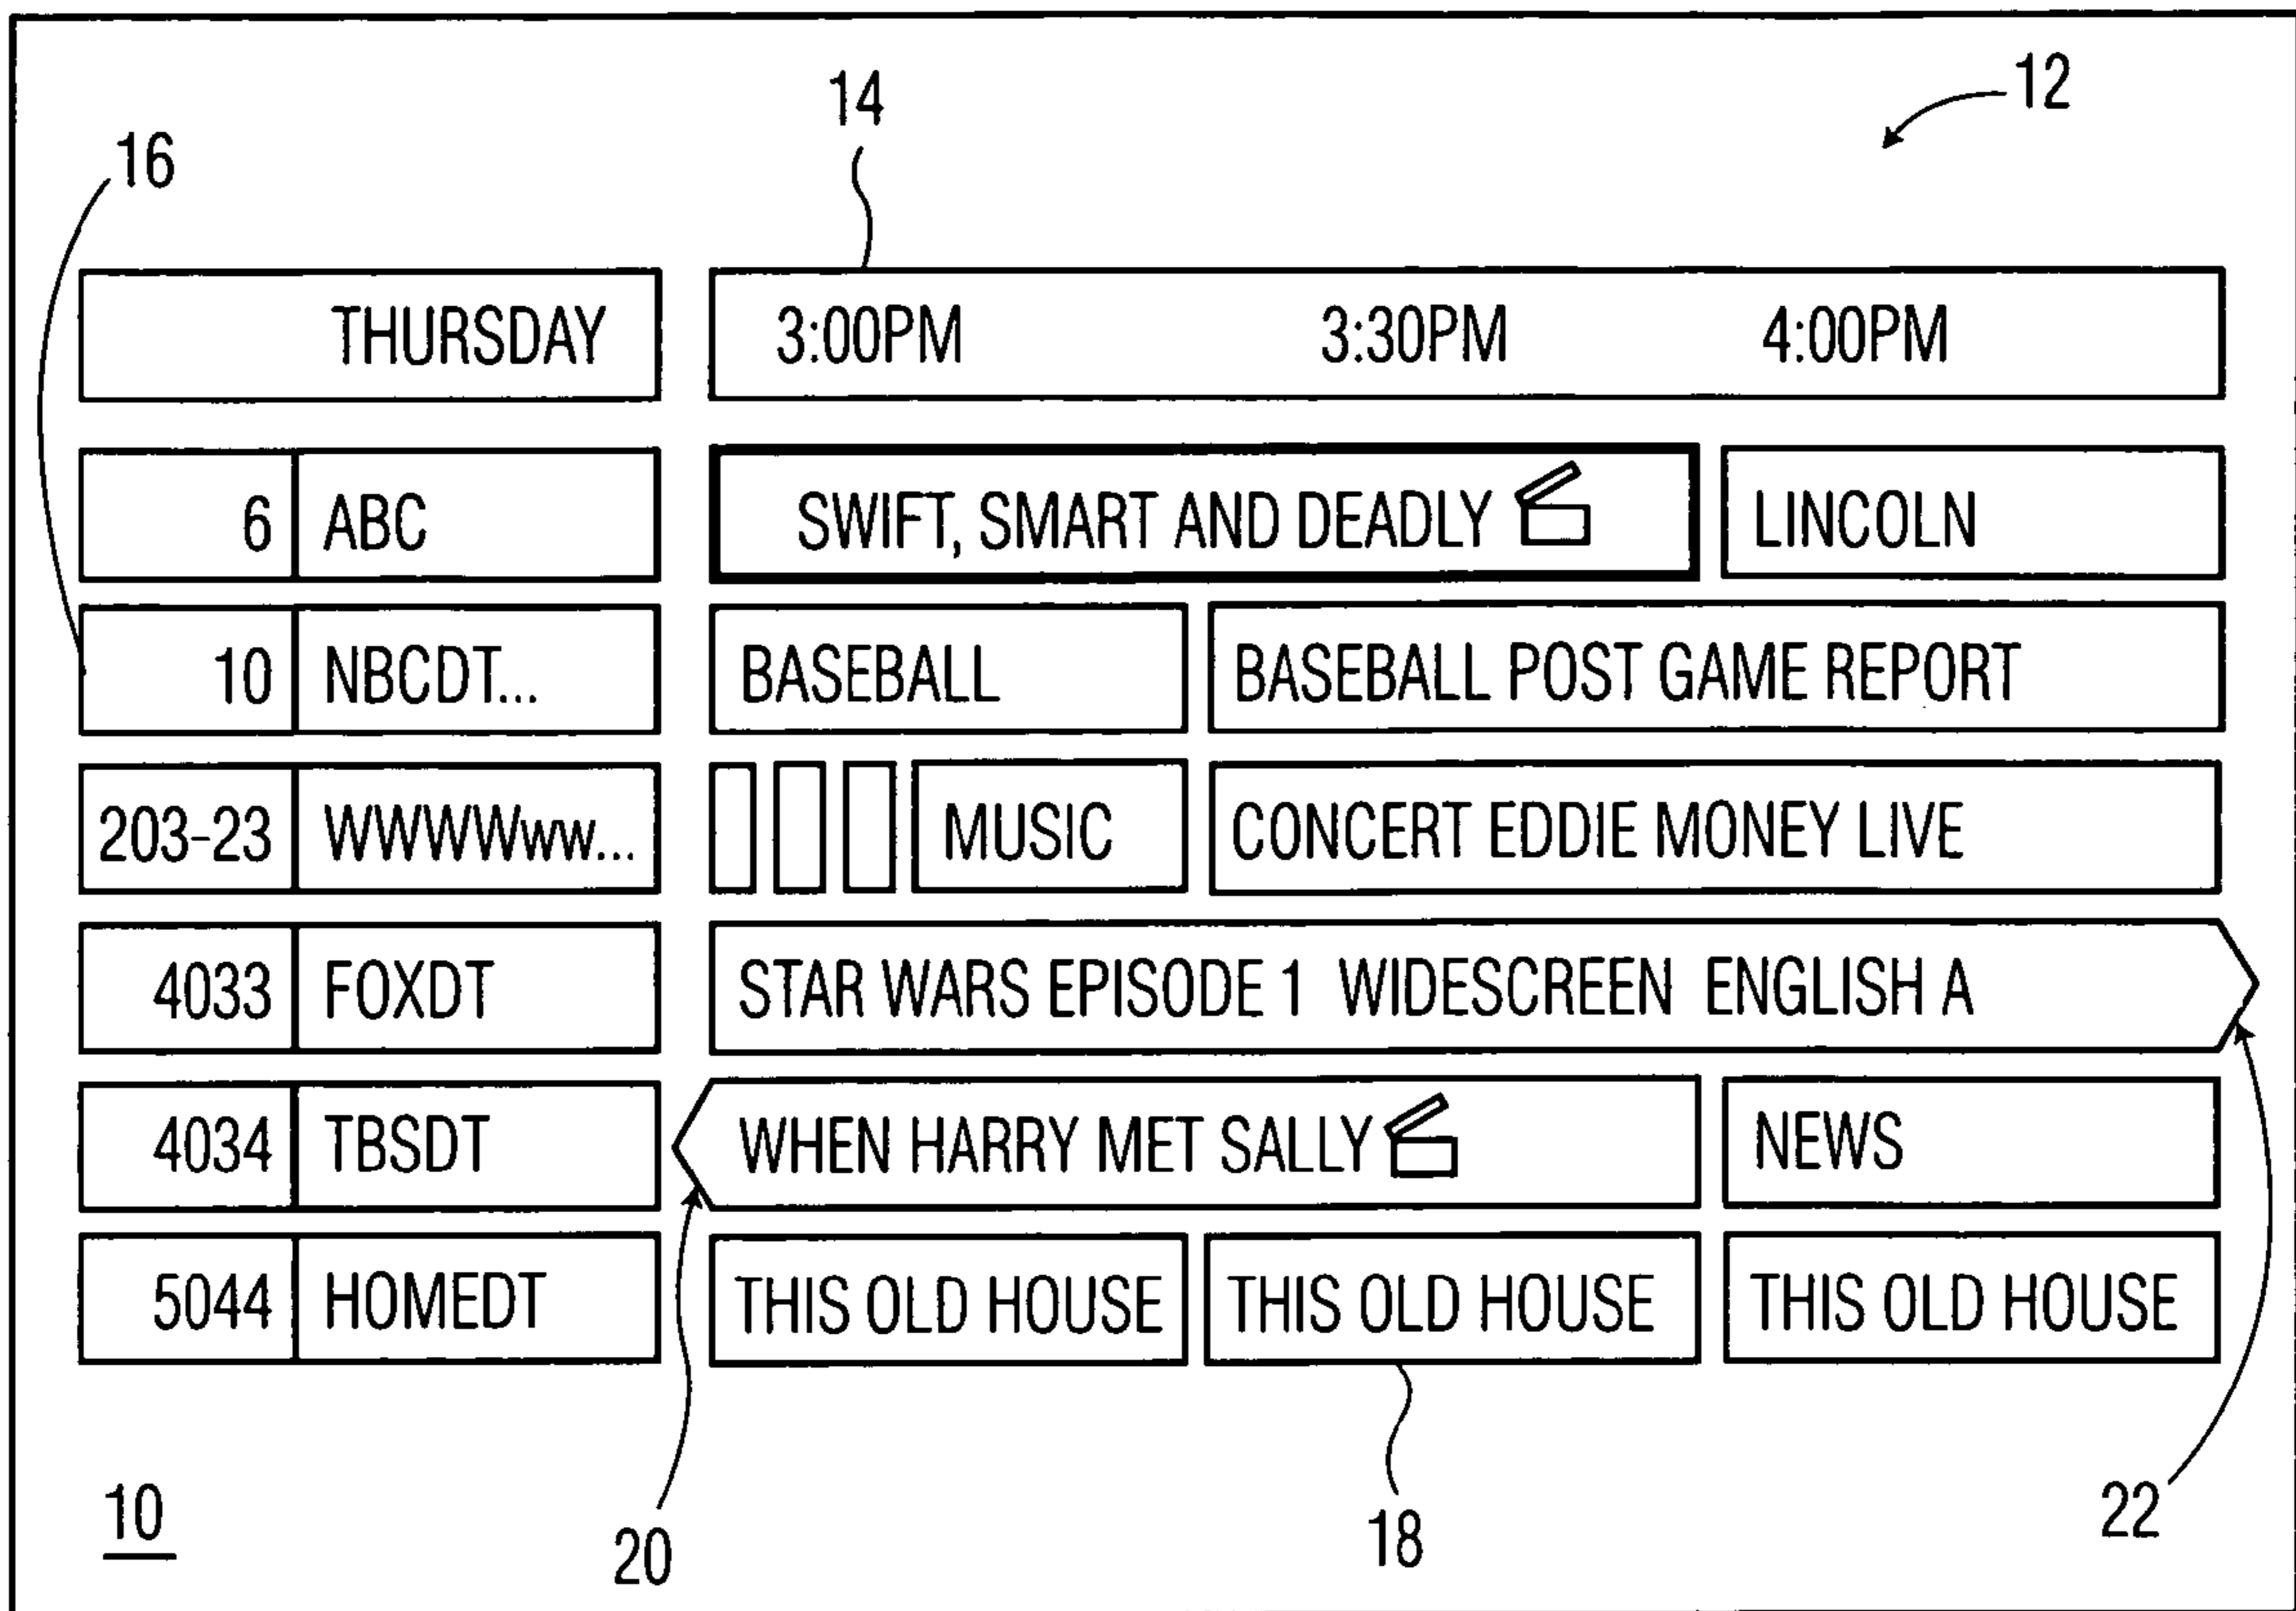 12
14
16
THURSDAY 3:00PM 3:30PM 4:00PM
6 ABC SWIFT, SMART AND DEADLY LINCOLN
10 NBCDT... BASEBALL BASEBALL POST GAME REPORT
203-23 WWWWww... MUSIC CONCERT EDDIE MONEY LIVE
4033 FOXDT STAR WARS EPISODE 1 WIDESCREEN ENGLISH A
4034 TBSDT WHEN HARRY MET SALLY NEWS
5044 HOMEDT THIS OLD HOUSE THIS OLD HOUSE THIS OLD HOUSE
10
20
18
22